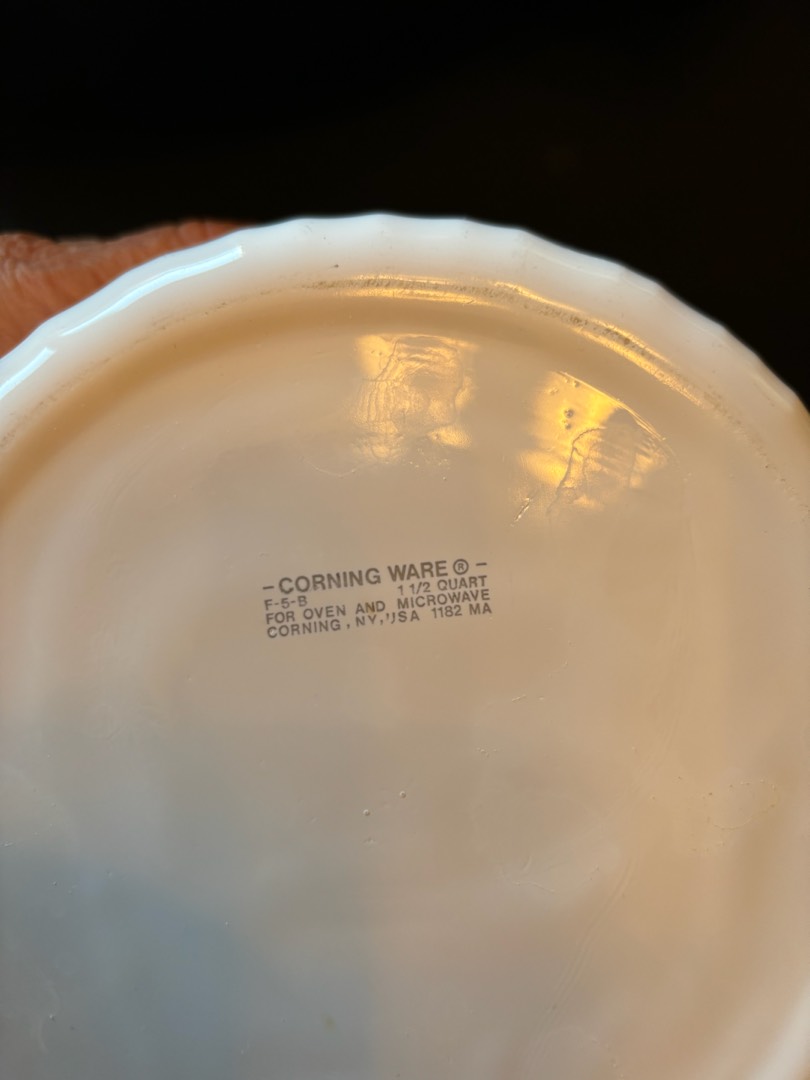 – CORNING WARE ® –
F-5-B 1 1/2 QUART
FOR OVEN AND MICROWAVE
CORNING, NY, USA 1182 MA